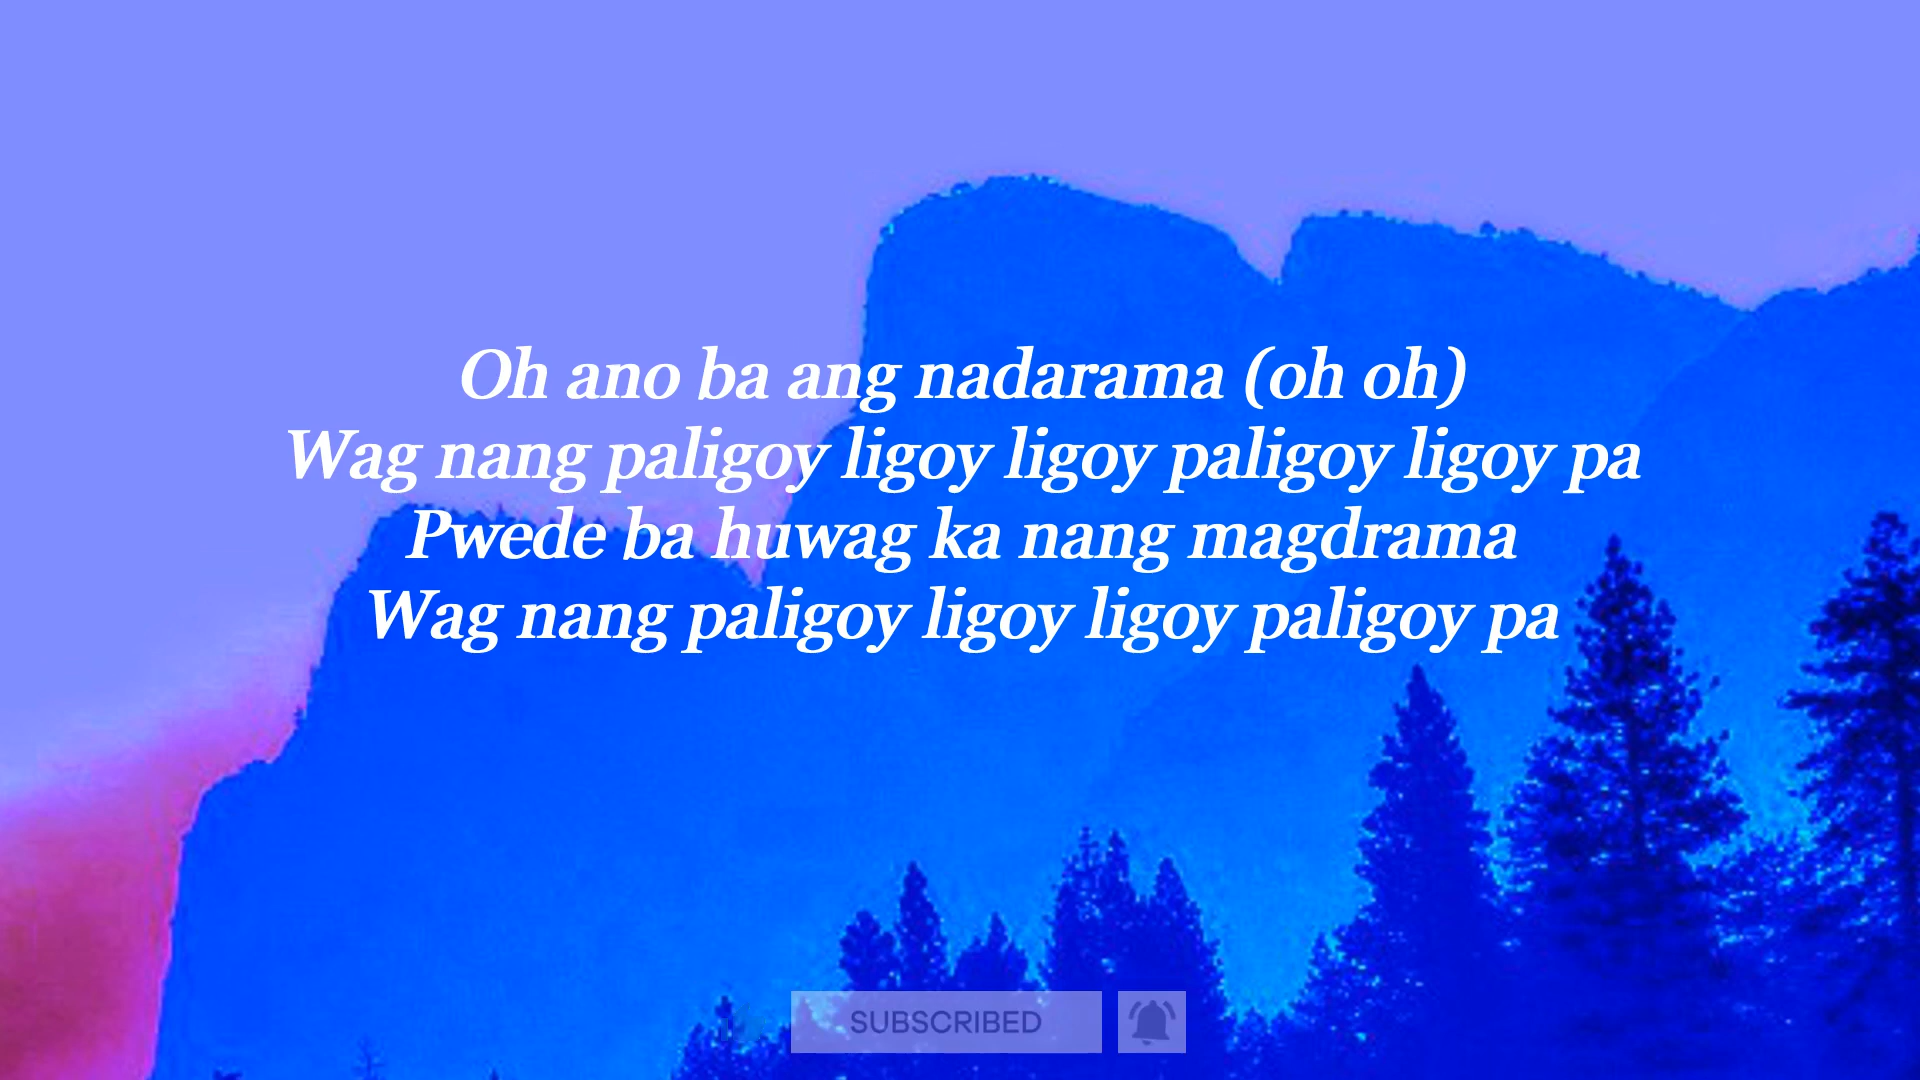 Oh ano ba ang nadarama (oh oh)
Wag nang paligoy ligoy ligoy paligoy ligoy pa
Pwede ba huwag ka nang magdrama
Wag nang paligoy ligoy ligoy paligoy pa
SUBSCRIBED